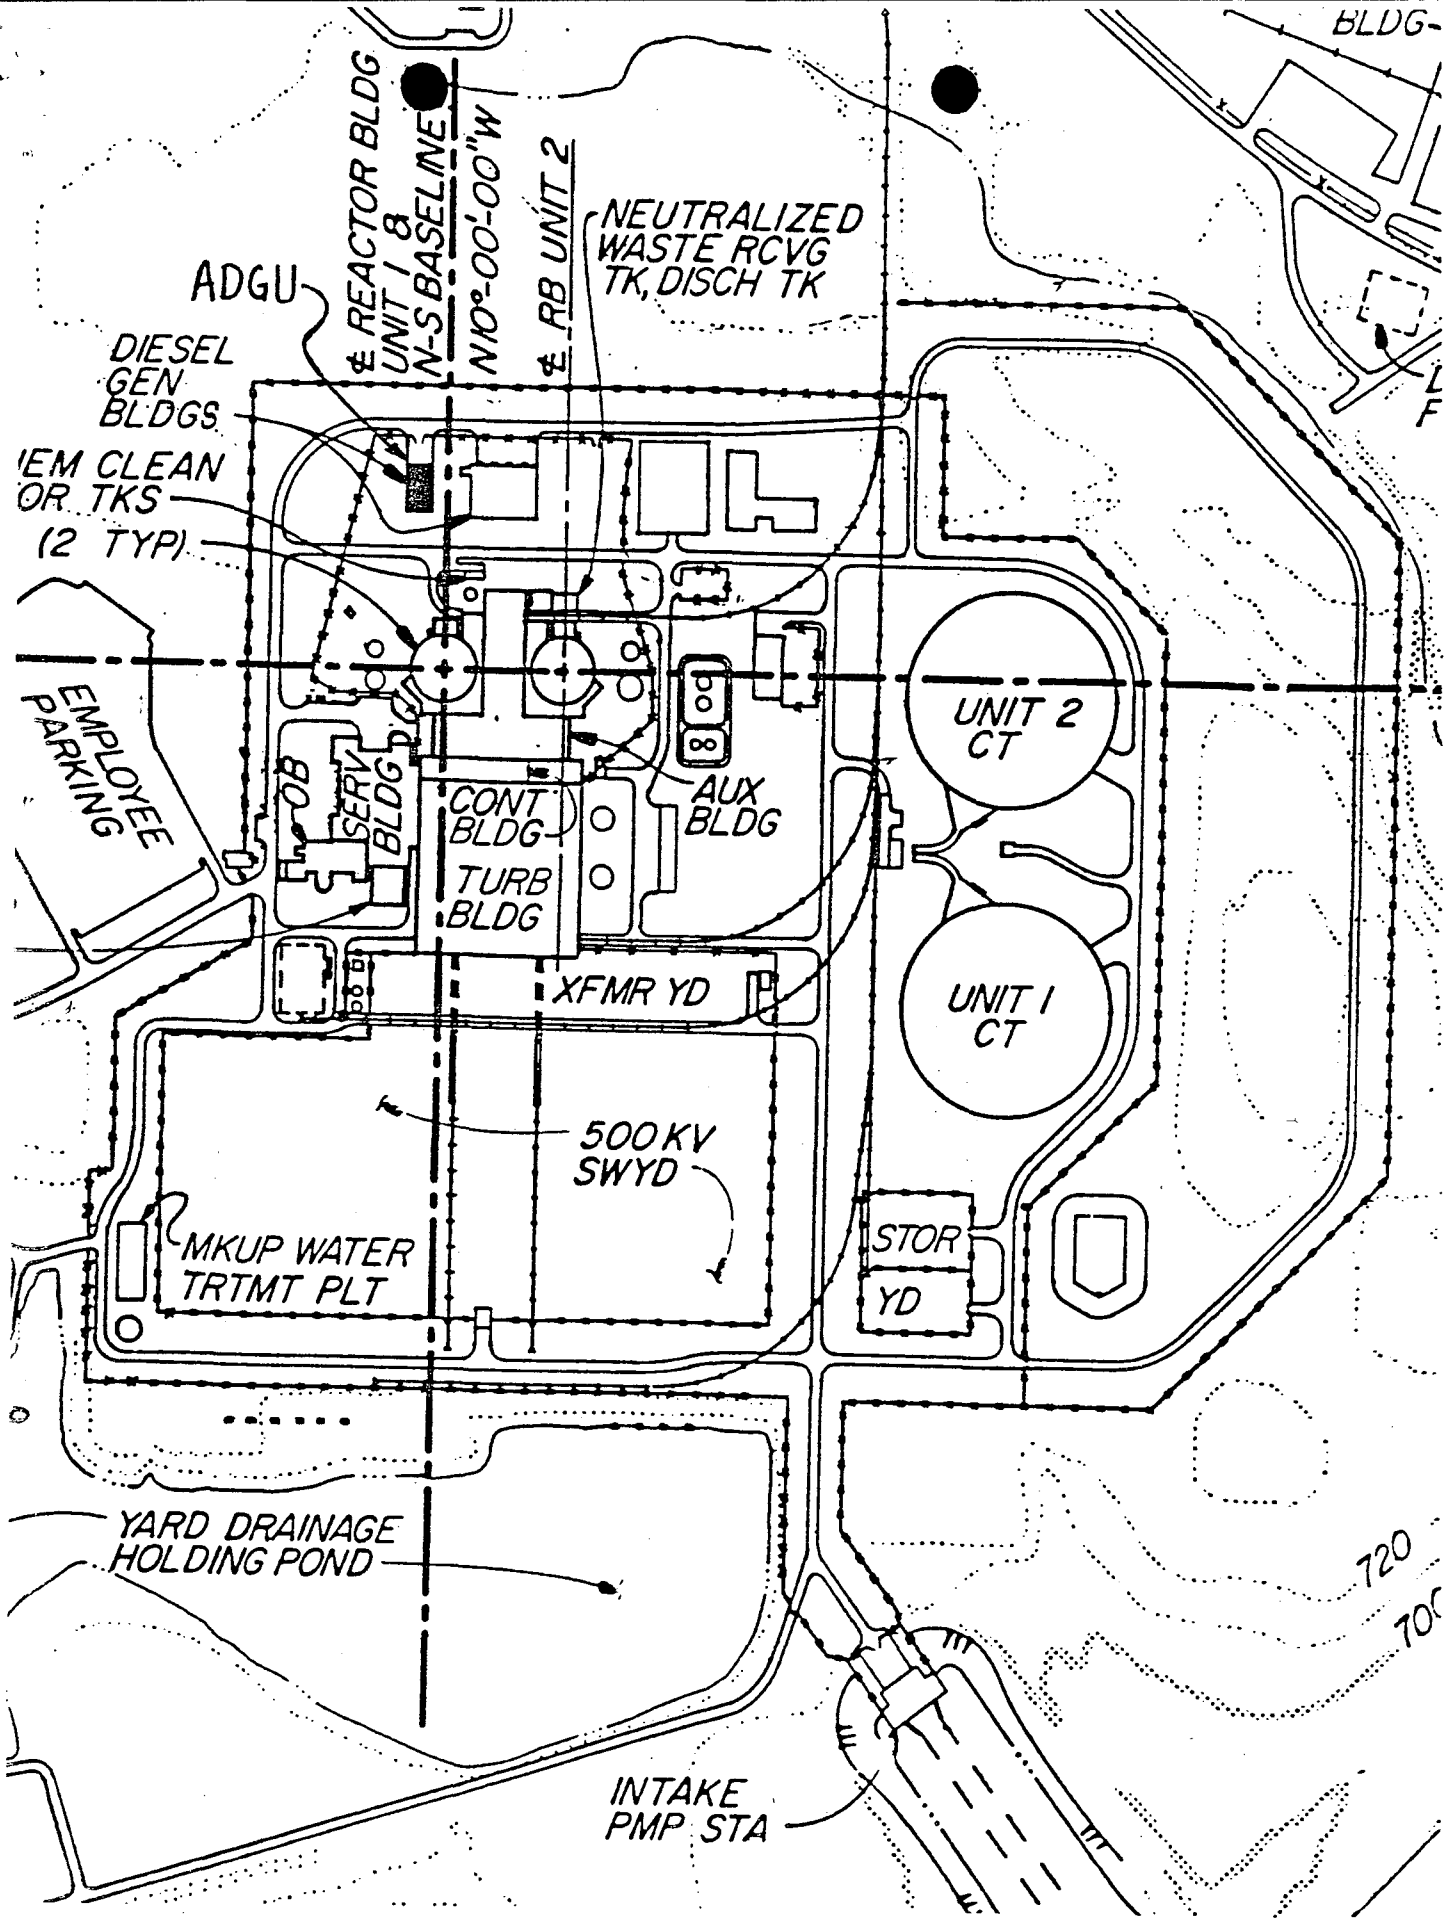 BLDG-
℄ REACTOR BLDG
UNIT 1 &
N-S BASELINE
N10°-00'-00"W
℄ RB UNIT 2
NEUTRALIZED
WASTE RCVG
TK, DISCH TK
ADGU
DIESEL
GEN
BLDGS
L
F
IEM CLEAN
OR TKS
(2 TYP)
EMPLOYEE
PARKING
UNIT 2
CT
OB
SERV
BLDG
CONT
BLDG
AUX
BLDG
TURB
BLDG
XFMR YD
UNIT 1
CT
500 KV
SWYD
MKUP WATER
TRTMT PLT
STOR
YD
YARD DRAINAGE
HOLDING POND
720
700
INTAKE
PMP STA